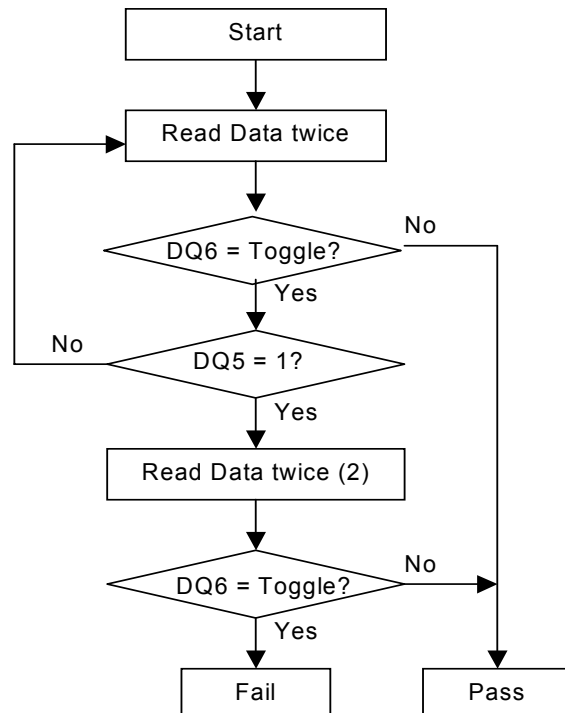 Start
Read Data twice
DQ6 = Toggle?
No
Yes
No
DQ5 = 1?
Yes
Read Data twice (2)
DQ6 = Toggle?
No
Yes
Fail
Pass